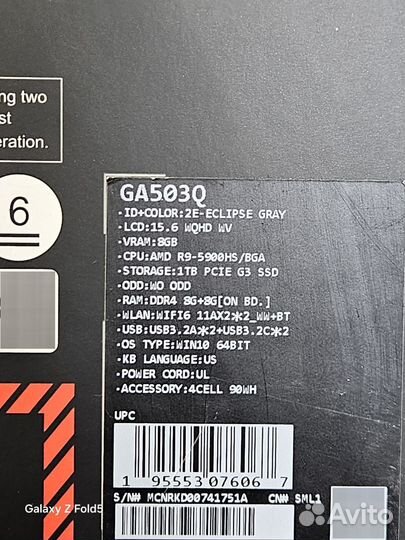 ng two
st
eration.
6
GA503Q
·ID+COLOR:2E-ECLIPSE GRAY
·LCD:15.6 WQHD WV
·VRAM:8GB
·CPU:AMD R9-5900HS/BGA
·STORAGE:1TB PCIE G3 SSD
·ODD:WO ODD
·RAM:DDR4 8G+8G[ON BD.]
·WLAN:WIFI6 11AX2*2_WW+BT
·USB:USB3.2A*2+USB3.2C*2
·OS TYPE:WIN10 64BIT
·KB LANGUAGE:US
·POWER CORD:UL
·ACCESSORY:4CELL 90WH
UPC
1 95553 07606 7
S/N# MCNRKD00741751A CN# SML1
Galaxy Z Fold5
Avito